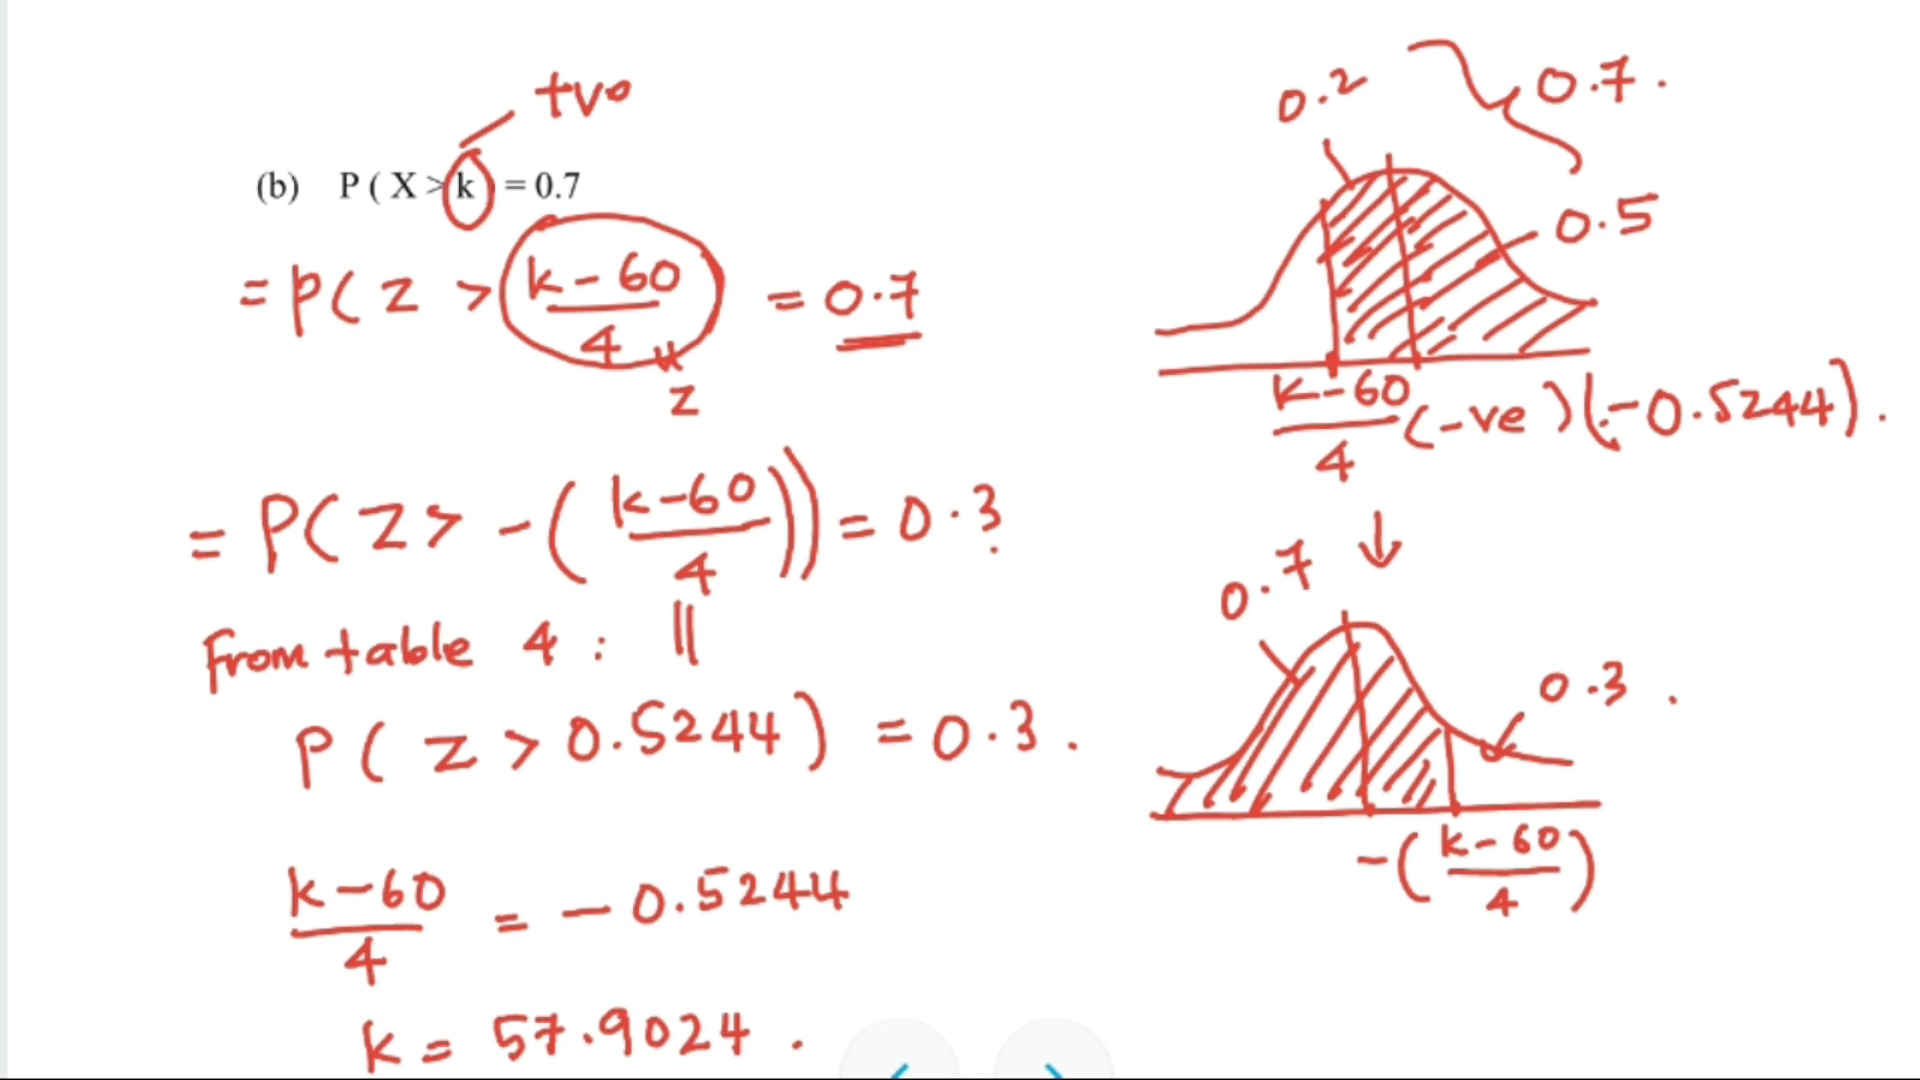 tve
(b) P ( X > k ) = 0.7
= P( Z > k-60/4 ) = 0.7
Z
= P( Z > -( k-60/4 )) = 0.3
From table 4 :
P( Z > 0.5244 ) = 0.3.
k-60/4 = -0.5244
k = 57.9024.
0.2
0.7.
0.5
k-60/4 (-ve) (-0.5244).
0.7
0.3.
-( k-60/4 )